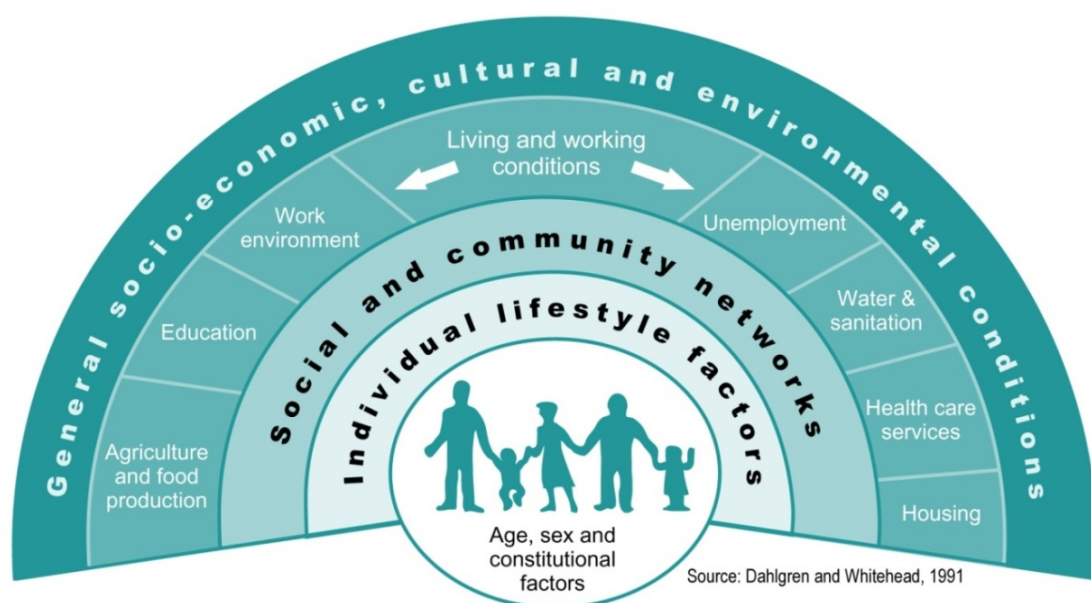 General socio-economic, cultural and environmental conditions
Living and working
conditions
Work
environment
Unemployment
Education
Water &
sanitation
Agriculture
and food
production
Health care
services
Housing
Social and community networks
Individual lifestyle factors
Age, sex and
constitutional
factors
Source: Dahlgren and Whitehead, 1991